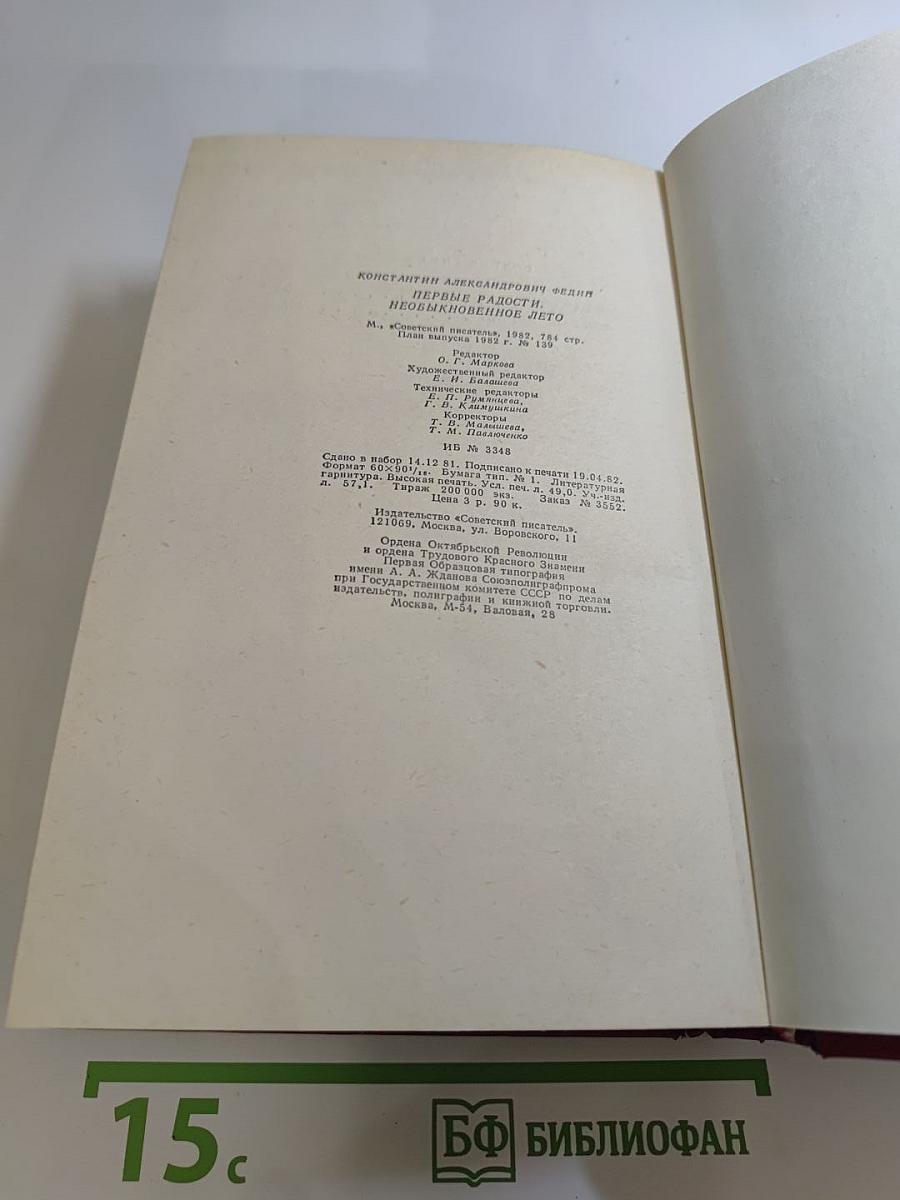 КОНСТАНТИН АЛЕКСАНДРОВИЧ ФЕДИН
ПЕРВЫЕ РАДОСТИ.
НЕОБЫКНОВЕННОЕ ЛЕТО
М., «Советский писатель», 1982, 784 стр.
План выпуска 1982 г. № 139
Редактор
О. Г. Маркова
Художественный редактор
Е. И. Балашева
Технические редакторы
Е. П. Румянцева,
Г. В. Климушкина
Корректоры
Т. В. Малышева,
Т. М. Павлюченко
ИБ № 3348
Сдано в набор 14.12 81. Подписано к печати 19.04.82.
Формат 60×90¹/₁₆. Бумага тип. № 1. Литературная
гарнитура. Высокая печать. Усл. печ. л. 49,0. Уч.-изд.
л. 57,1. Тираж 200 000 экз. Заказ № 3552.
Цена 3 р. 90 к.
Издательство «Советский писатель».
121069. Москва, ул. Воровского, 11
Ордена Октябрьской Революции
и ордена Трудового Красного Знамени
Первая Образцовая типография
имени А. А. Жданова Союзполиграфпрома
при Государственном комитете СССР по делам
издательств, полиграфии и книжной торговли.
Москва, М-54, Валовая, 28
15 с
БФ БИБЛИОФАН